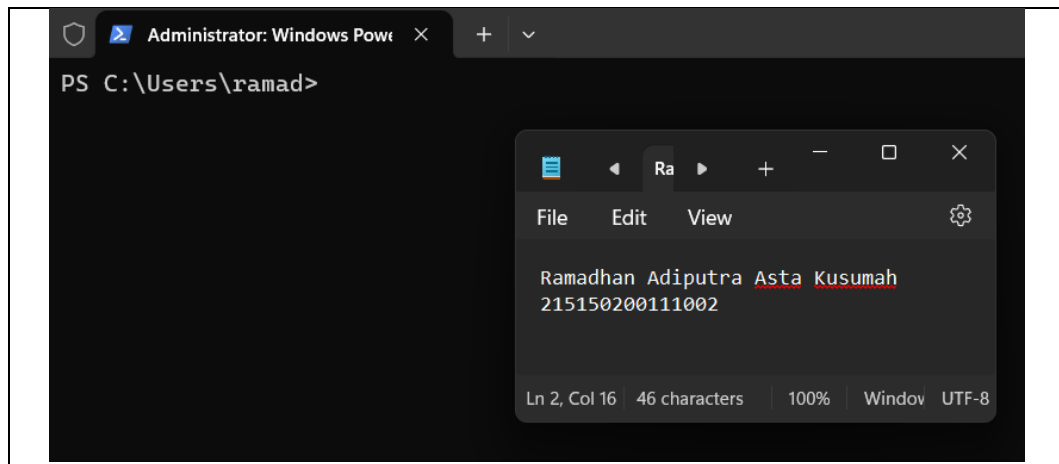 Administrator: Windows Powe
PS C:\Users\ramad>
Ra
File Edit View
Ramadhan Adiputra Asta Kusumah
215150200111002
Ln 2, Col 16 46 characters 100% Window UTF-8